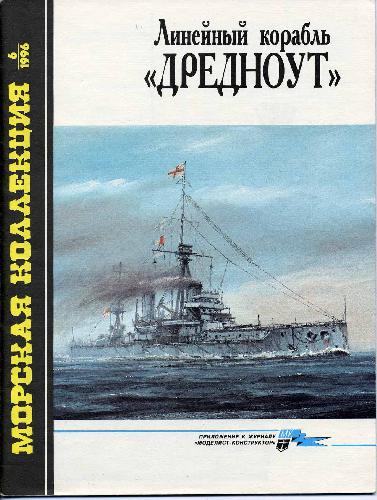 Линейный корабль
«ДРЕДНОУТ»
6
1996
МОРСКАЯ КОЛЛЕКЦИЯ
ПРИЛОЖЕНИЕ К ЖУРНАЛУ
«МОДЕЛИСТ-КОНСТРУКТОР»